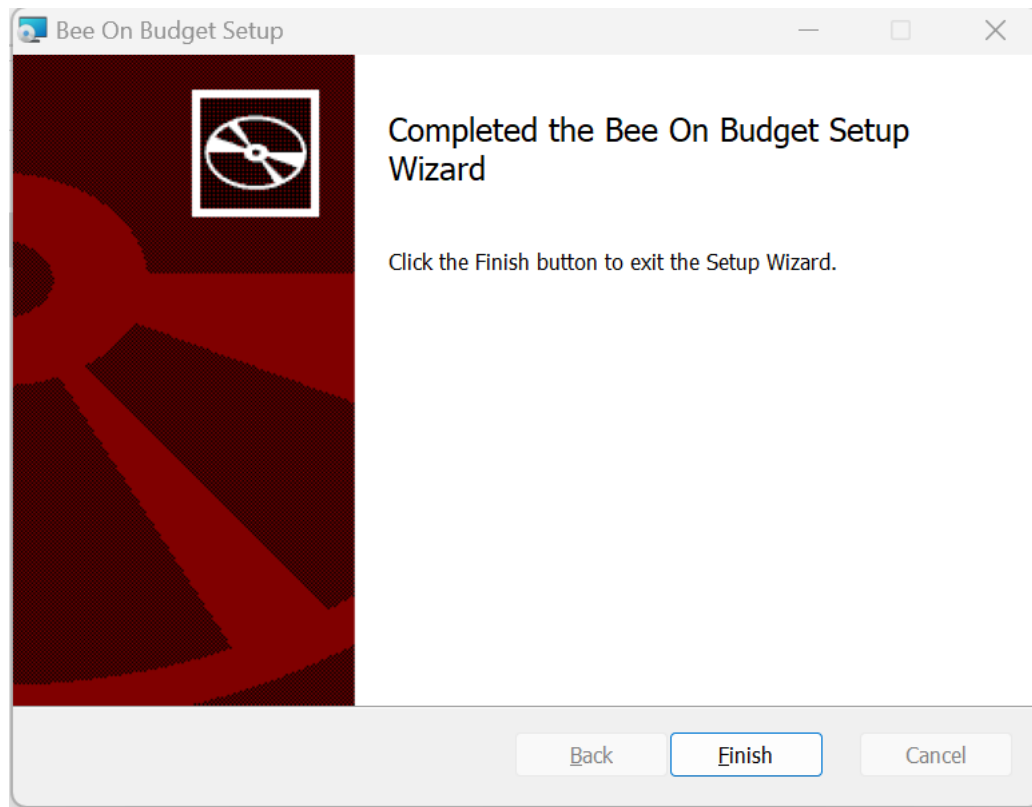 Bee On Budget Setup
Completed the Bee On Budget Setup
Wizard
Click the Finish button to exit the Setup Wizard.
Back
Finish
Cancel